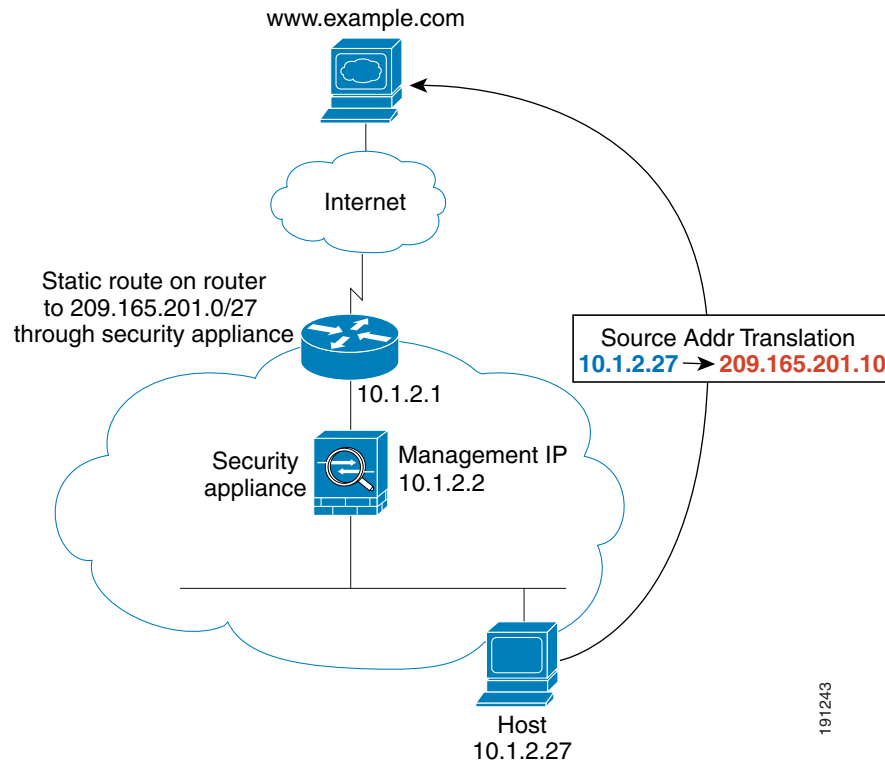 www.example.com
Internet
Static route on router
to 209.165.201.0/27
through security appliance
Source Addr Translation
10.1.2.27 209.165.201.10
10.1.2.1
Security
appliance
Management IP
10.1.2.2
Host
10.1.2.27
191243